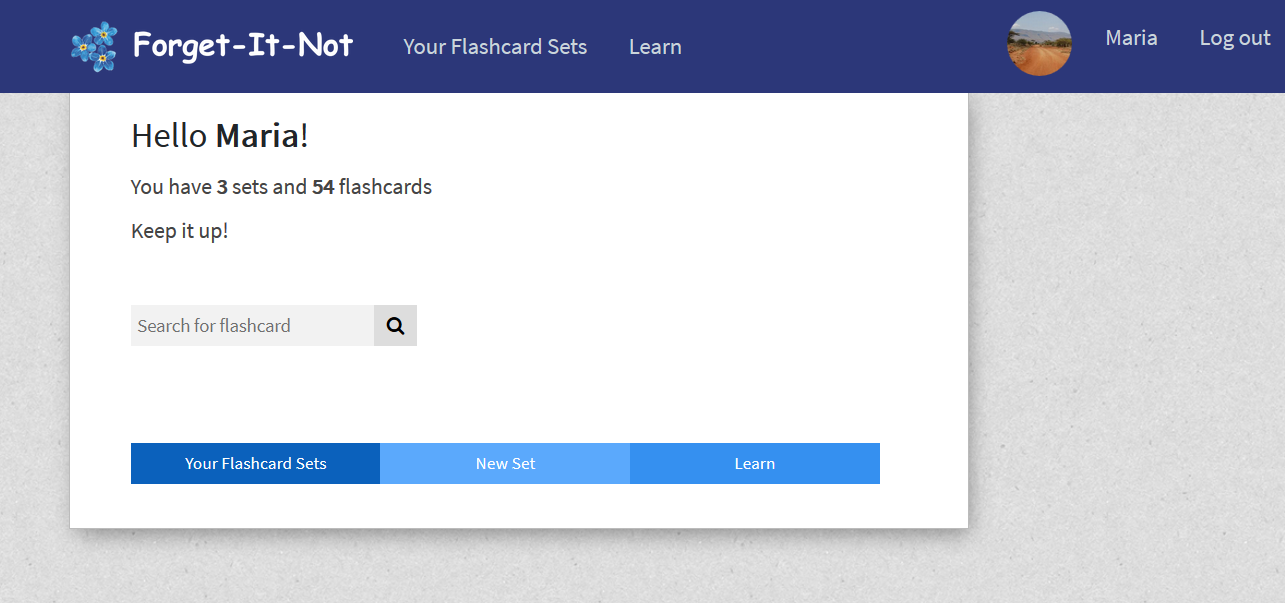 Forget-It-Not Your Flashcard Sets Learn Maria Log out
Hello Maria!
You have 3 sets and 54 flashcards
Keep it up!
Search for flashcard
Your Flashcard Sets New Set Learn